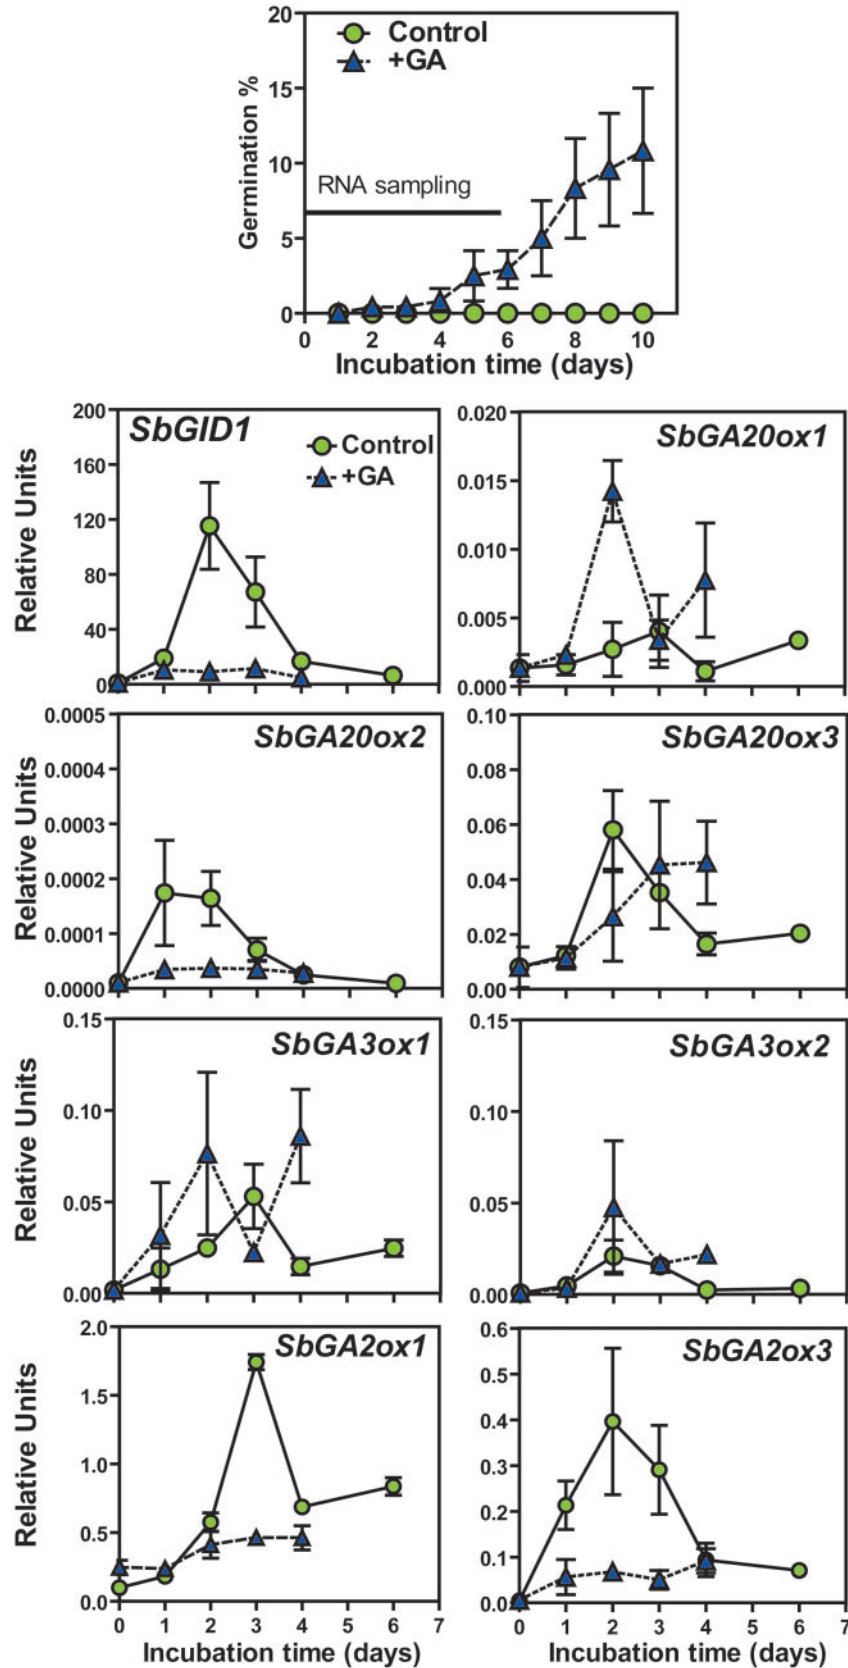 20
15
10
5
0
Germination %
Control
+GA
RNA sampling
0 2 4 6 8 10
Incubation time (days)
SbGID1
Control
+GA
200
160
120
80
40
0
Relative Units
SbGA20ox1
0.020
0.015
0.010
0.005
0.000
SbGA20ox2
0.0005
0.0004
0.0003
0.0002
0.0001
0.0000
Relative Units
SbGA20ox3
0.10
0.08
0.06
0.04
0.02
0.00
SbGA3ox1
0.15
0.10
0.05
0.00
Relative Units
SbGA3ox2
0.15
0.10
0.05
0.00
SbGA2ox1
2.0
1.5
1.0
0.5
0.0
Relative Units
0 1 2 3 4 5 6 7
Incubation time (days)
SbGA2ox3
0.6
0.5
0.4
0.3
0.2
0.1
0.0
0 1 2 3 4 5 6 7
Incubation time (days)